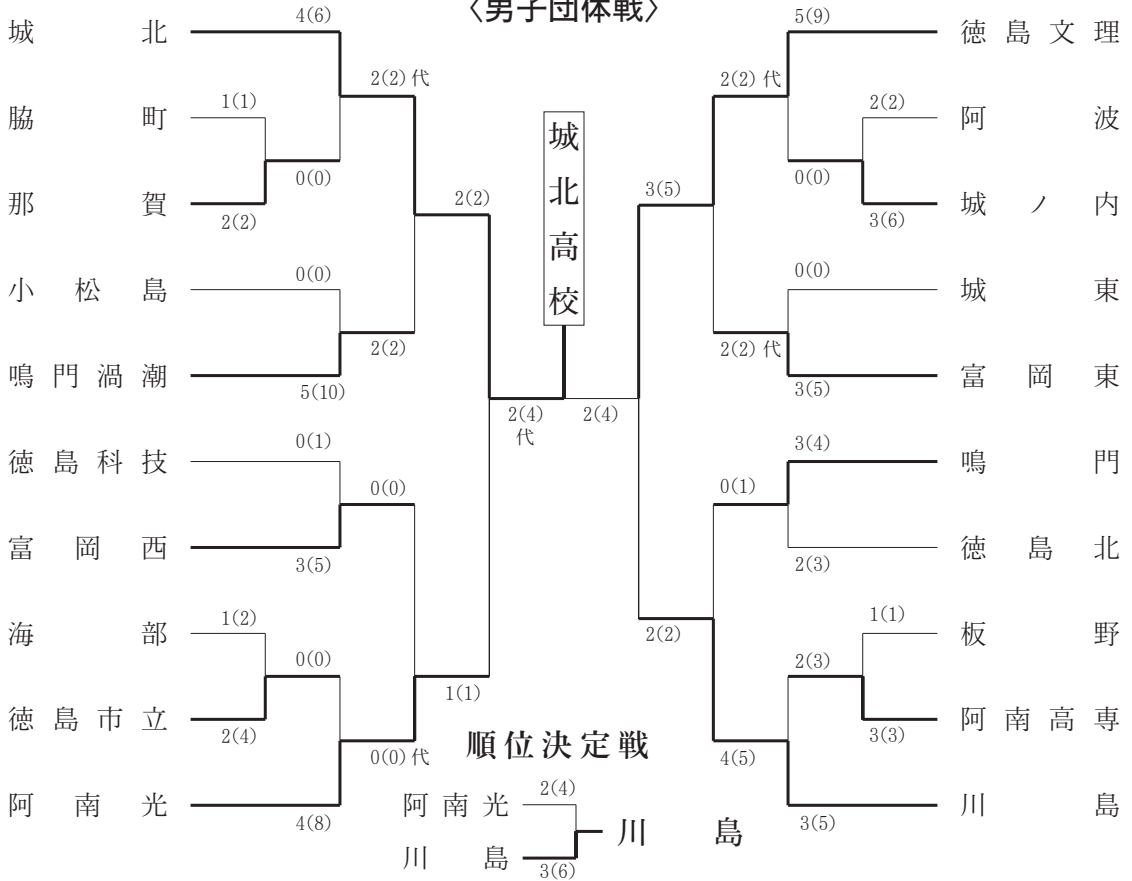 〈男子団体戦〉
城北
4(6)
5(9)
徳島文理
2(2) 代
2(2) 代
脇町
1(1)
2(2)
阿波
城北高校
0(0)
0(0)
那賀
2(2)
2(2)
3(5)
3(6)
城ノ内
小松島
0(0)
0(0)
城東
2(2)
2(2) 代
鳴門渦潮
5(10)
3(5)
富岡東
2(4)
代
2(4)
徳島科技
0(1)
3(4)
鳴門
0(0)
0(1)
富岡西
3(5)
2(3)
徳島北
海部
1(2)
1(1)
板野
0(0)
2(2)
2(3)
1(1)
徳島市立
2(4)
3(3)
阿南高専
0(0) 代
順位決定戦
4(5)
阿南光
4(8)
3(5)
川島
阿南光
2(4)
川島
川島
3(6)